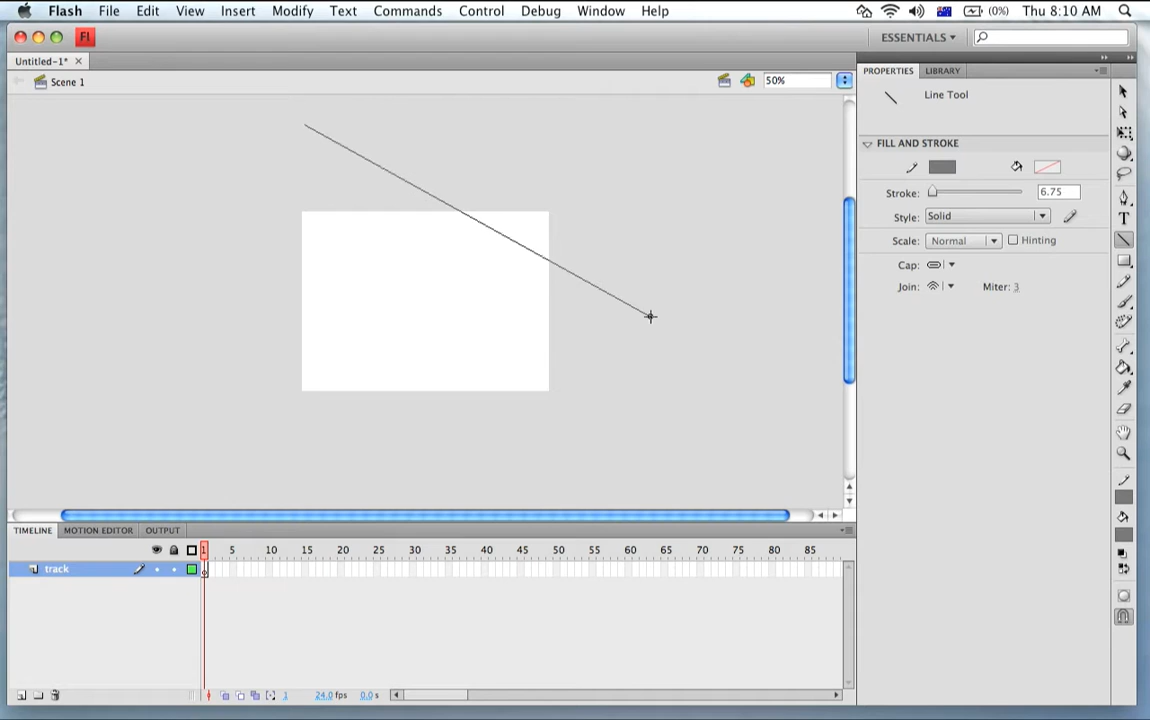 Flash File Edit View Insert Modify Text Commands Control Debug Window Help (0%) Thu 8:10 AM
Fl ESSENTIALS
Untitled-1*
Scene 1 50%
PROPERTIES LIBRARY
Line Tool
FILL AND STROKE
Stroke: 6.75
Style: Solid
Scale: Normal Hinting
Cap:
Join: Miter: 3
T
TIMELINE MOTION EDITOR OUTPUT
1 5 10 15 20 25 30 35 40 45 50 55 60 65 70 75 80 85
track
1 24.0 fps 0.0 s